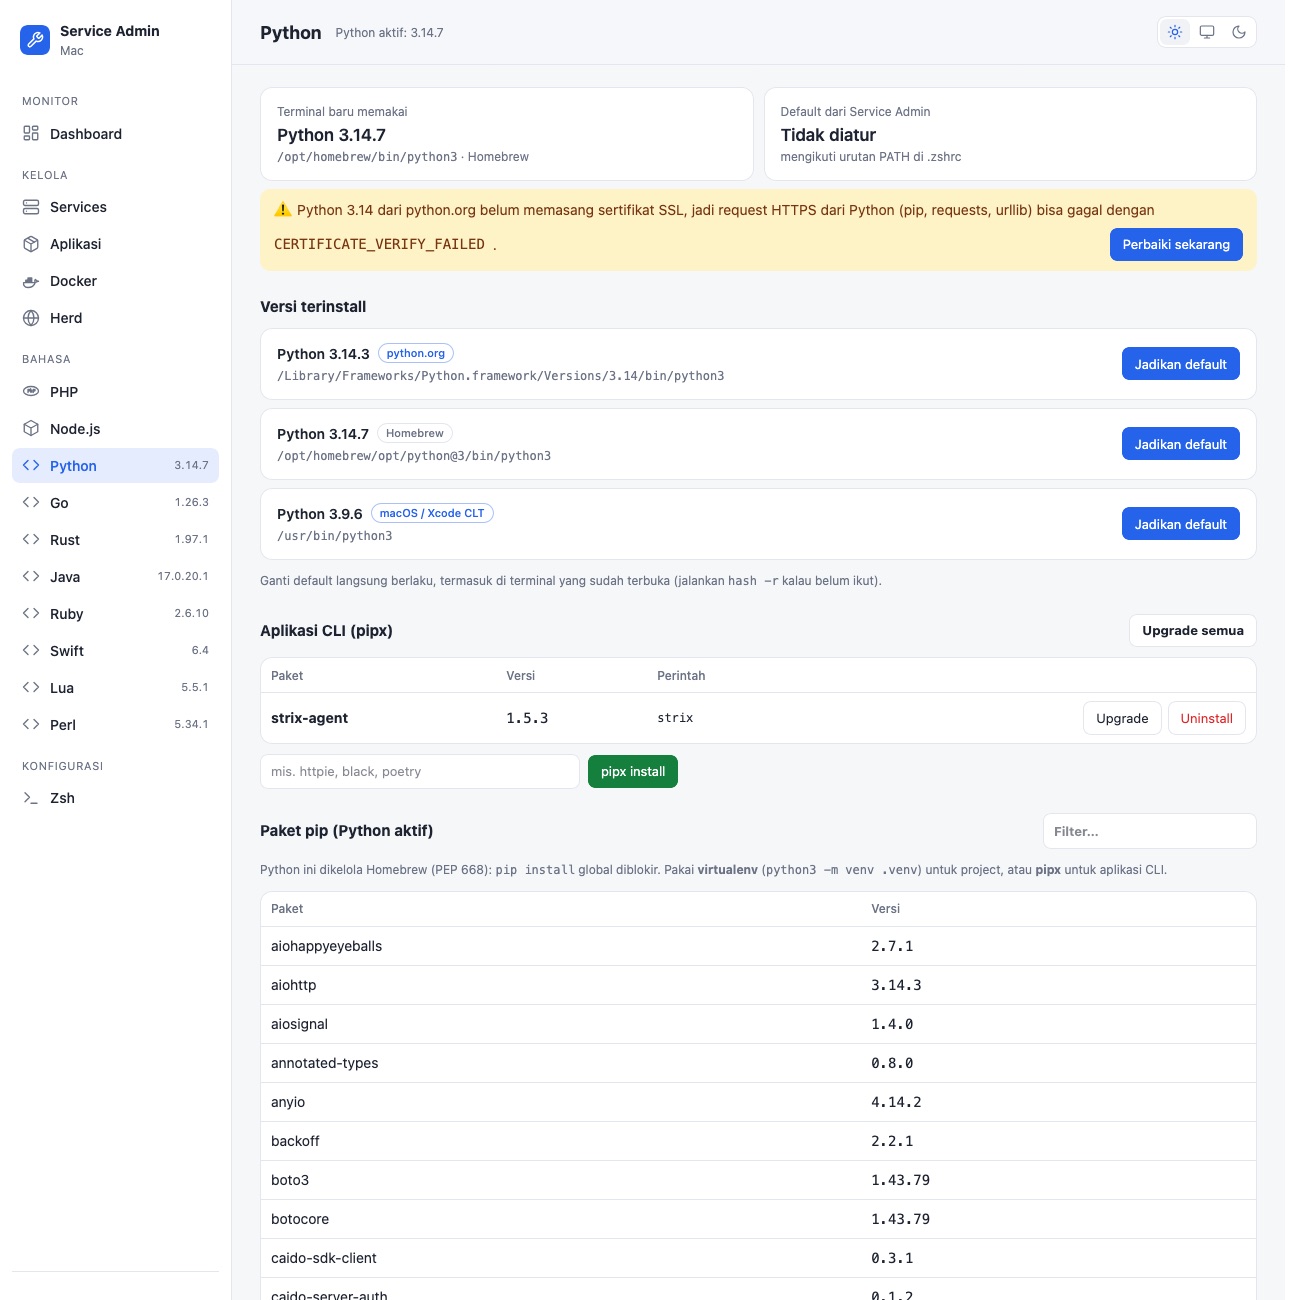 Service Admin
Mac
MONITOR
Dashboard
KELOLA
Services
Aplikasi
Docker
Herd
BAHASA
PHP
Node.js
Python 3.14.7
Go 1.26.3
Rust 1.97.1
Java 17.0.20.1
Ruby 2.6.10
Swift 6.4
Lua 5.5.1
Perl 5.34.1
KONFIGURASI
Zsh
Python Python aktif: 3.14.7
Terminal baru memakai
Python 3.14.7
/opt/homebrew/bin/python3 · Homebrew
Default dari Service Admin
Tidak diatur
mengikuti urutan PATH di .zshrc
⚠️ Python 3.14 dari python.org belum memasang sertifikat SSL, jadi request HTTPS dari Python (pip, requests, urllib) bisa gagal dengan
CERTIFICATE_VERIFY_FAILED .
Perbaiki sekarang
Versi terinstall
Python 3.14.3 python.org
/Library/Frameworks/Python.framework/Versions/3.14/bin/python3
Jadikan default
Python 3.14.7 Homebrew
/opt/homebrew/opt/python@3/bin/python3
Jadikan default
Python 3.9.6 macOS / Xcode CLT
/usr/bin/python3
Jadikan default
Ganti default langsung berlaku, termasuk di terminal yang sudah terbuka (jalankan hash -r kalau belum ikut).
Aplikasi CLI (pipx)
Upgrade semua
Paket Versi Perintah
strix-agent 1.5.3 strix Upgrade Uninstall
mis. httpie, black, poetry pipx install
Paket pip (Python aktif)
Filter...
Python ini dikelola Homebrew (PEP 668): pip install global diblokir. Pakai virtualenv (python3 -m venv .venv) untuk project, atau pipx untuk aplikasi CLI.
Paket Versi
aiohappyeyeballs 2.7.1
aiohttp 3.14.3
aiosignal 1.4.0
annotated-types 0.8.0
anyio 4.14.2
backoff 2.2.1
boto3 1.43.79
botocore 1.43.79
caido-sdk-client 0.3.1
caido-server-auth 0.1.2